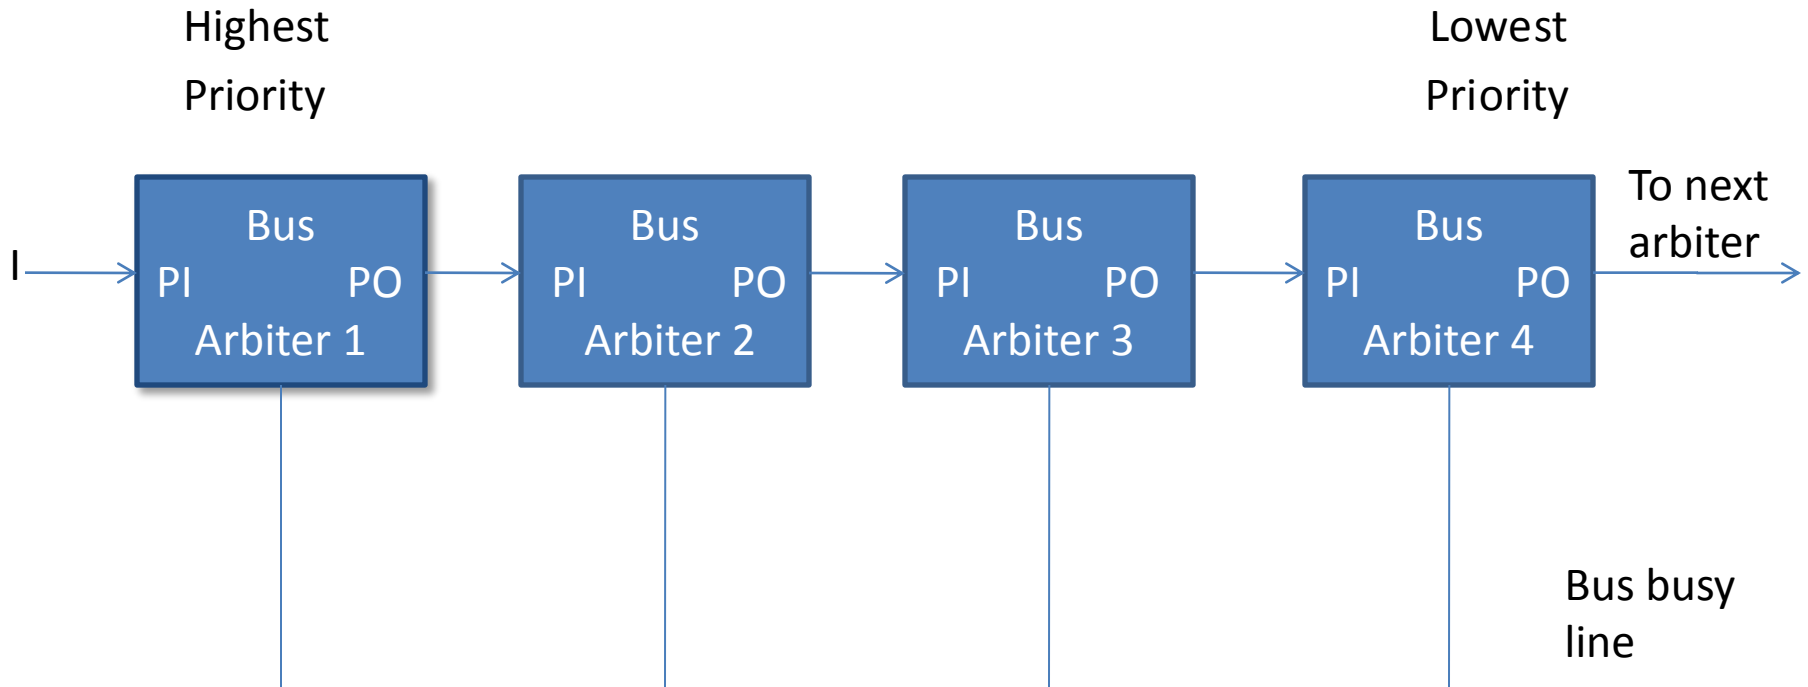 Highest
Priority
Lowest
Priority
I
Bus
PI PO
Arbiter 1
Bus
PI PO
Arbiter 2
Bus
PI PO
Arbiter 3
Bus
PI PO
Arbiter 4
To next
arbiter
Bus busy
line